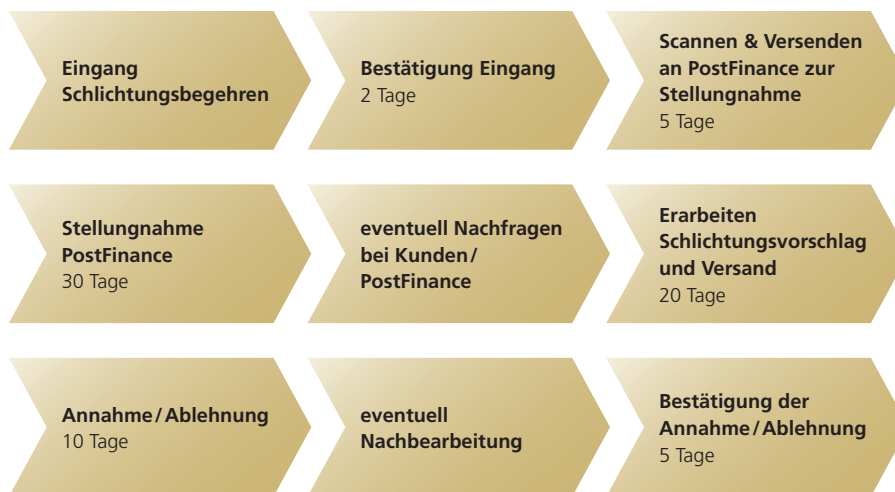 Eingang
Schlichtungsbegehren
Bestätigung Eingang
2 Tage
Scannen & Versenden
an PostFinance zur
Stellungnahme
5 Tage
Stellungnahme
PostFinance
30 Tage
eventuell Nachfragen
bei Kunden/
PostFinance
Erarbeiten
Schlichtungsvorschlag
und Versand
20 Tage
Annahme/Ablehnung
10 Tage
eventuell
Nachbearbeitung
Bestätigung der
Annahme/Ablehnung
5 Tage